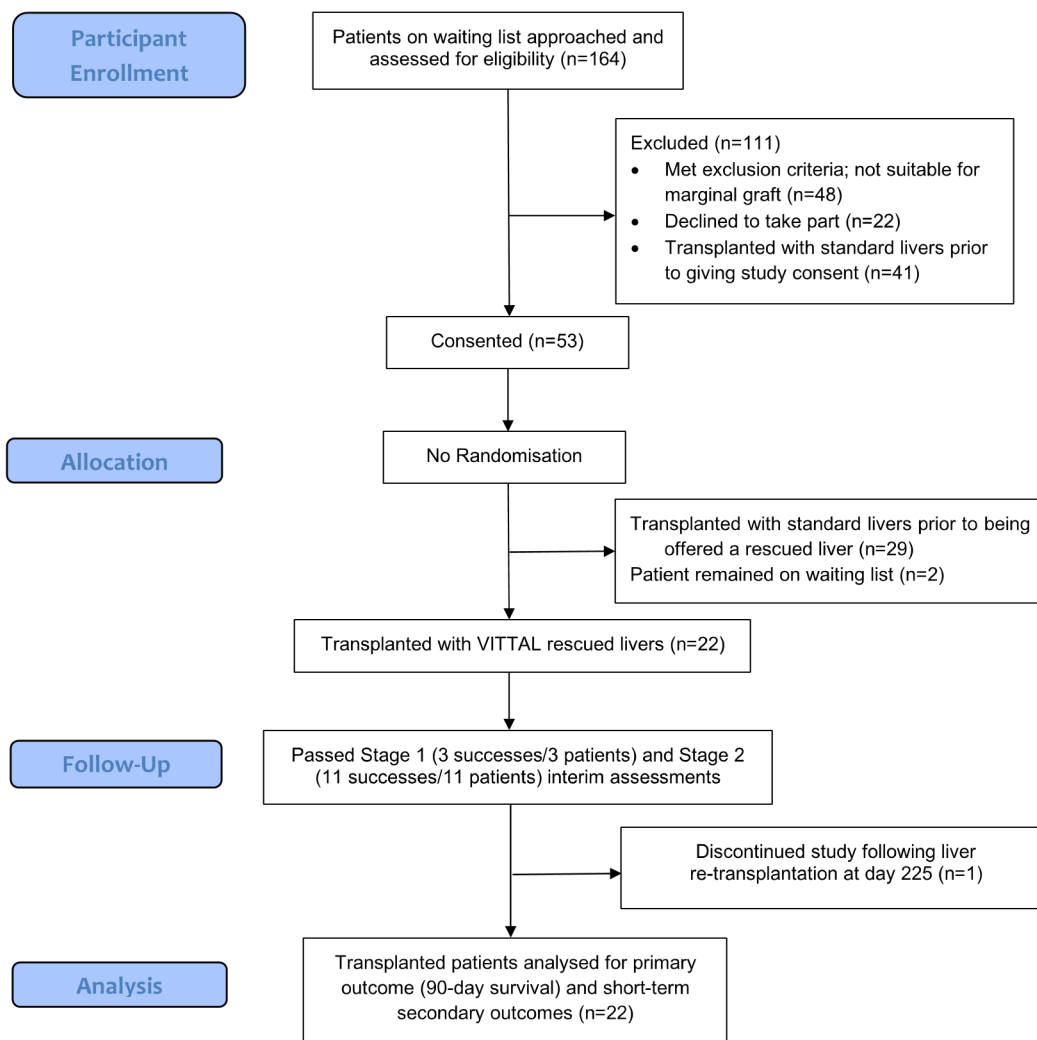 Participant
Enrollment
Patients on waiting list approached and
assessed for eligibility (n=164)
Excluded (n=111)
• Met exclusion criteria; not suitable for
marginal graft (n=48)
• Declined to take part (n=22)
• Transplanted with standard livers prior
to giving study consent (n=41)
Consented (n=53)
Allocation
No Randomisation
Transplanted with standard livers prior to being
offered a rescued liver (n=29)
Patient remained on waiting list (n=2)
Transplanted with VITTAL rescued livers (n=22)
Follow-Up
Passed Stage 1 (3 successes/3 patients) and Stage 2
(11 successes/11 patients) interim assessments
Discontinued study following liver
re-transplantation at day 225 (n=1)
Analysis
Transplanted patients analysed for primary
outcome (90-day survival) and short-term
secondary outcomes (n=22)